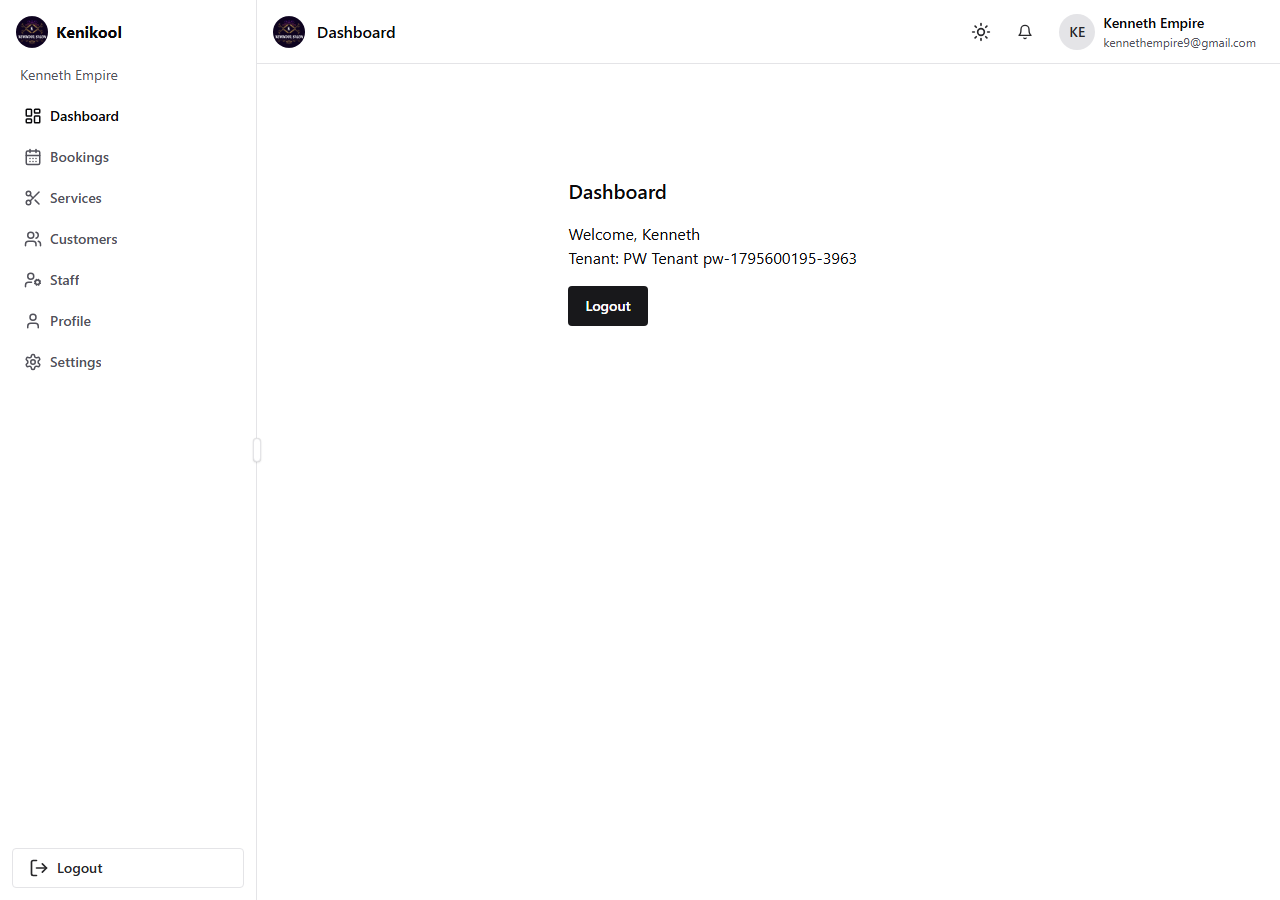 Kenikool
Kenneth Empire
Dashboard
Bookings
Services
Customers
Staff
Profile
Settings
Logout
Dashboard
KE
Kenneth Empire
kennethempire9@gmail.com
Dashboard
Welcome, Kenneth
Tenant: PW Tenant pw-1795600195-3963
Logout